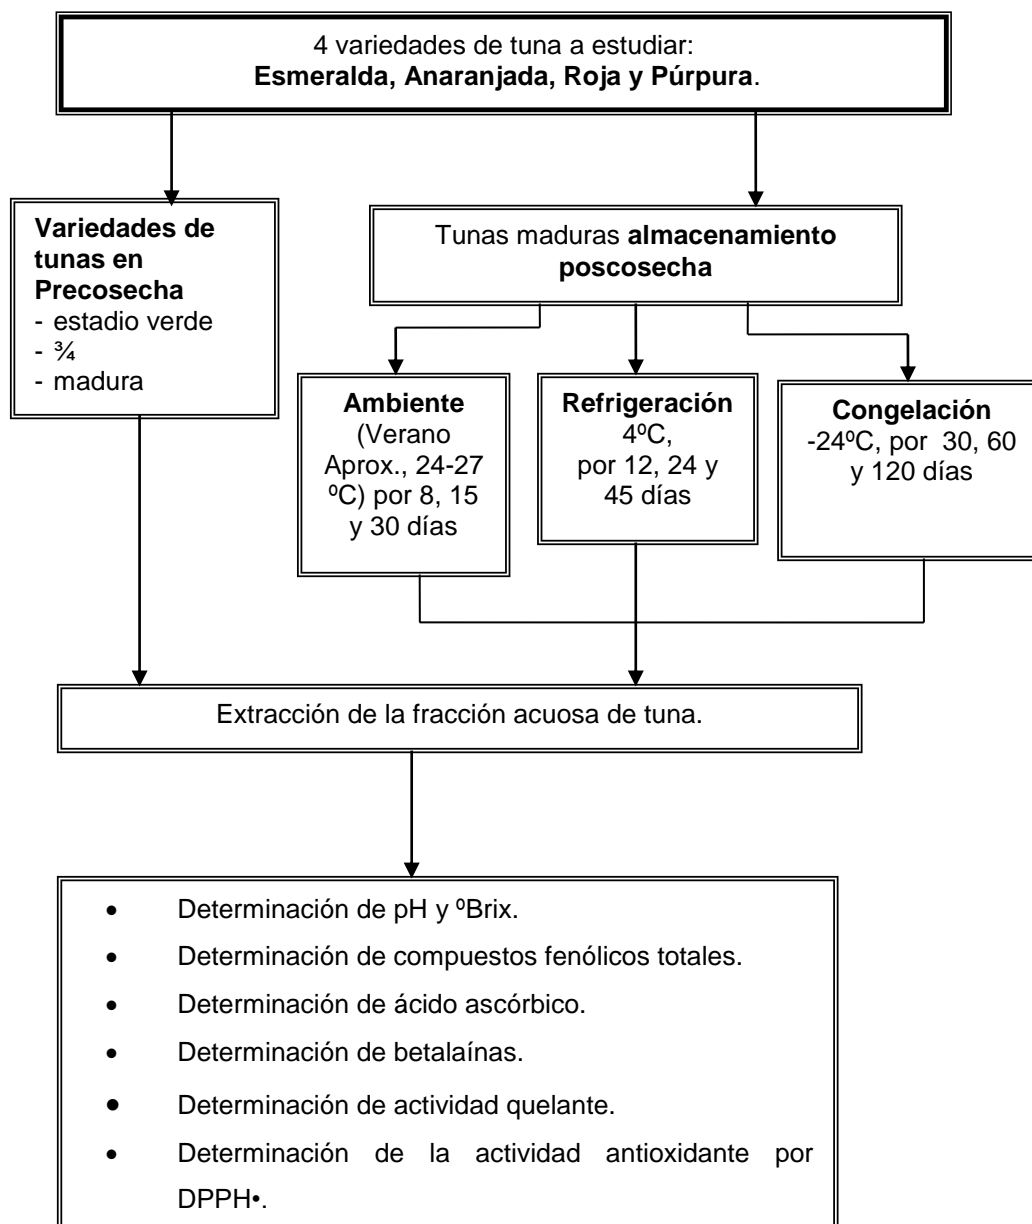 4 variedades de tuna a estudiar:
Esmeralda, Anaranjada, Roja y Púrpura.
Variedades de
tunas en
Precosecha
- estadio verde
- ¾
- madura
Tunas maduras almacenamiento
poscosecha
Ambiente
(Verano
Aprox., 24-27
ºC) por 8, 15
y 30 días
Refrigeración
4ºC,
por 12, 24 y
45 días
Congelación
-24ºC, por 30, 60
y 120 días
Extracción de la fracción acuosa de tuna.
• Determinación de pH y ºBrix.
• Determinación de compuestos fenólicos totales.
• Determinación de ácido ascórbico.
• Determinación de betalaínas.
• Determinación de actividad quelante.
• Determinación de la actividad antioxidante por
DPPH•.